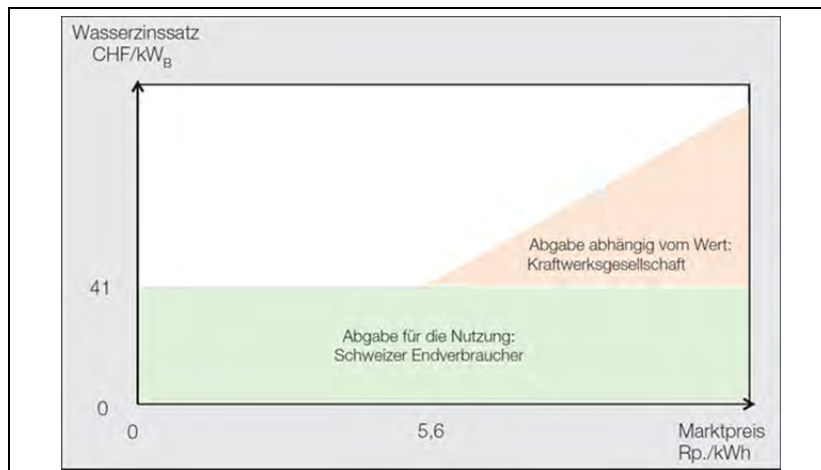 Wasserzinssatz
CHF/kW_B
Abgabe abhängig vom Wert:
Kraftwerksgesellschaft
41
Abgabe für die Nutzung:
Schweizer Endverbraucher
0
0
5,6
Marktpreis
Rp./kWh